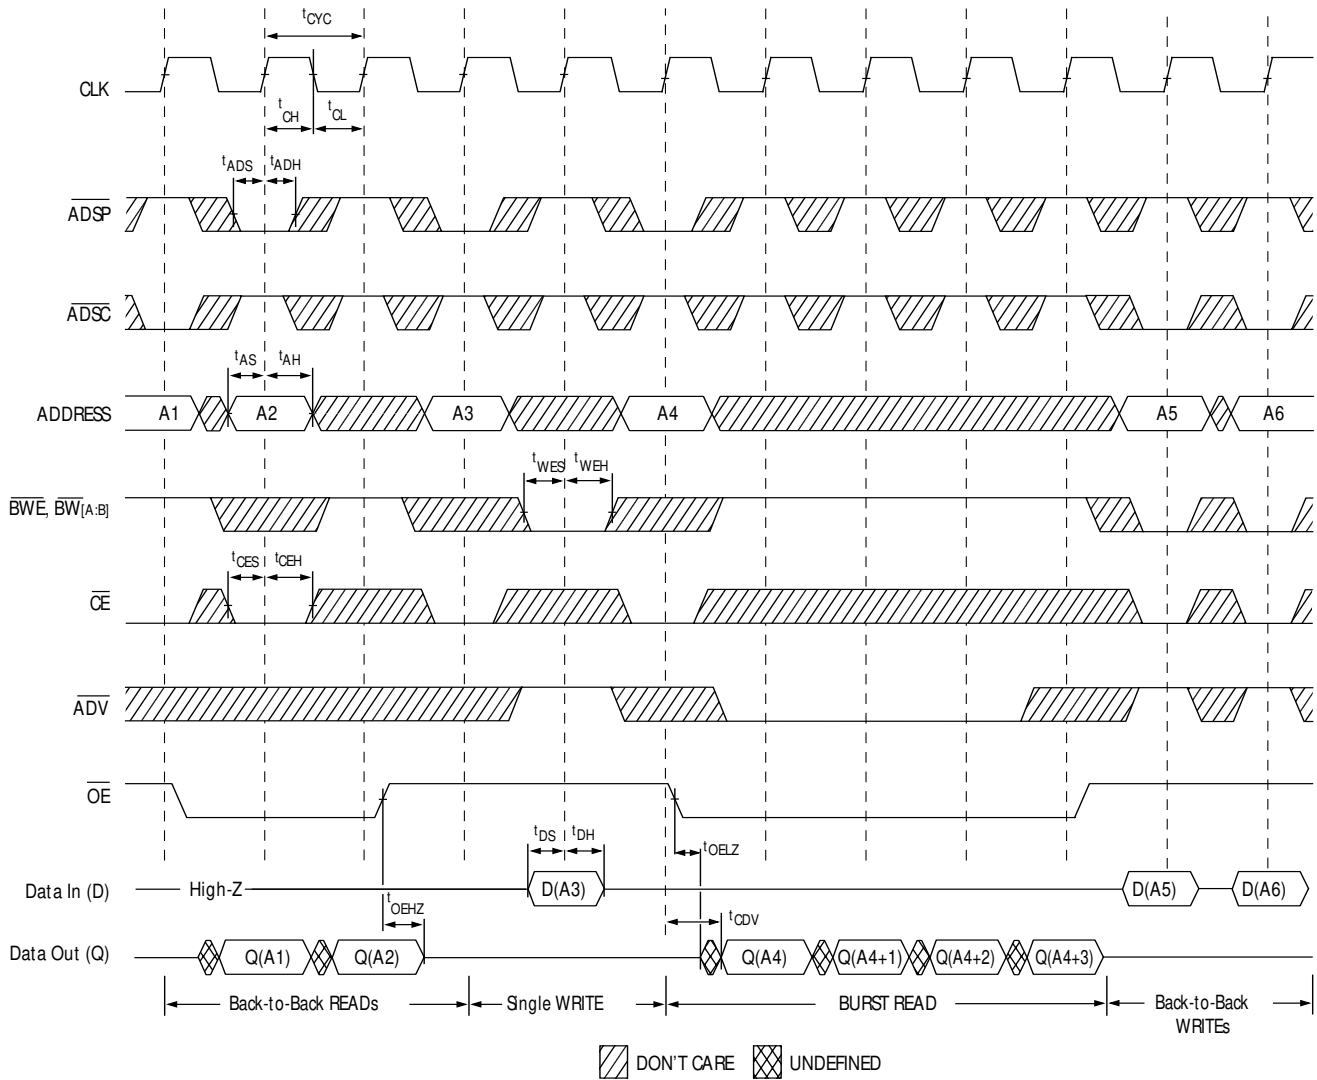 tCYC
CLK
tCH
tCL
tADS
tADH
ADSP
ADSC
tAS
tAH
ADDRESS
A1
A2
A3
A4
A5
A6
tWES
tWEH
BWE, BW[A:B]
tCES
tCEH
CE
ADV
OE
tDS
tDH
tOELZ
Data In (D)
High-Z
D(A3)
D(A5)
D(A6)
tOEHZ
tCDV
Data Out (Q)
Q(A1)
Q(A2)
Q(A4)
Q(A4+1)
Q(A4+2)
Q(A4+3)
Back-to-Back READs
Single WRITE
BURST READ
Back-to-Back
WRITEs
DON'T CARE
UNDEFINED